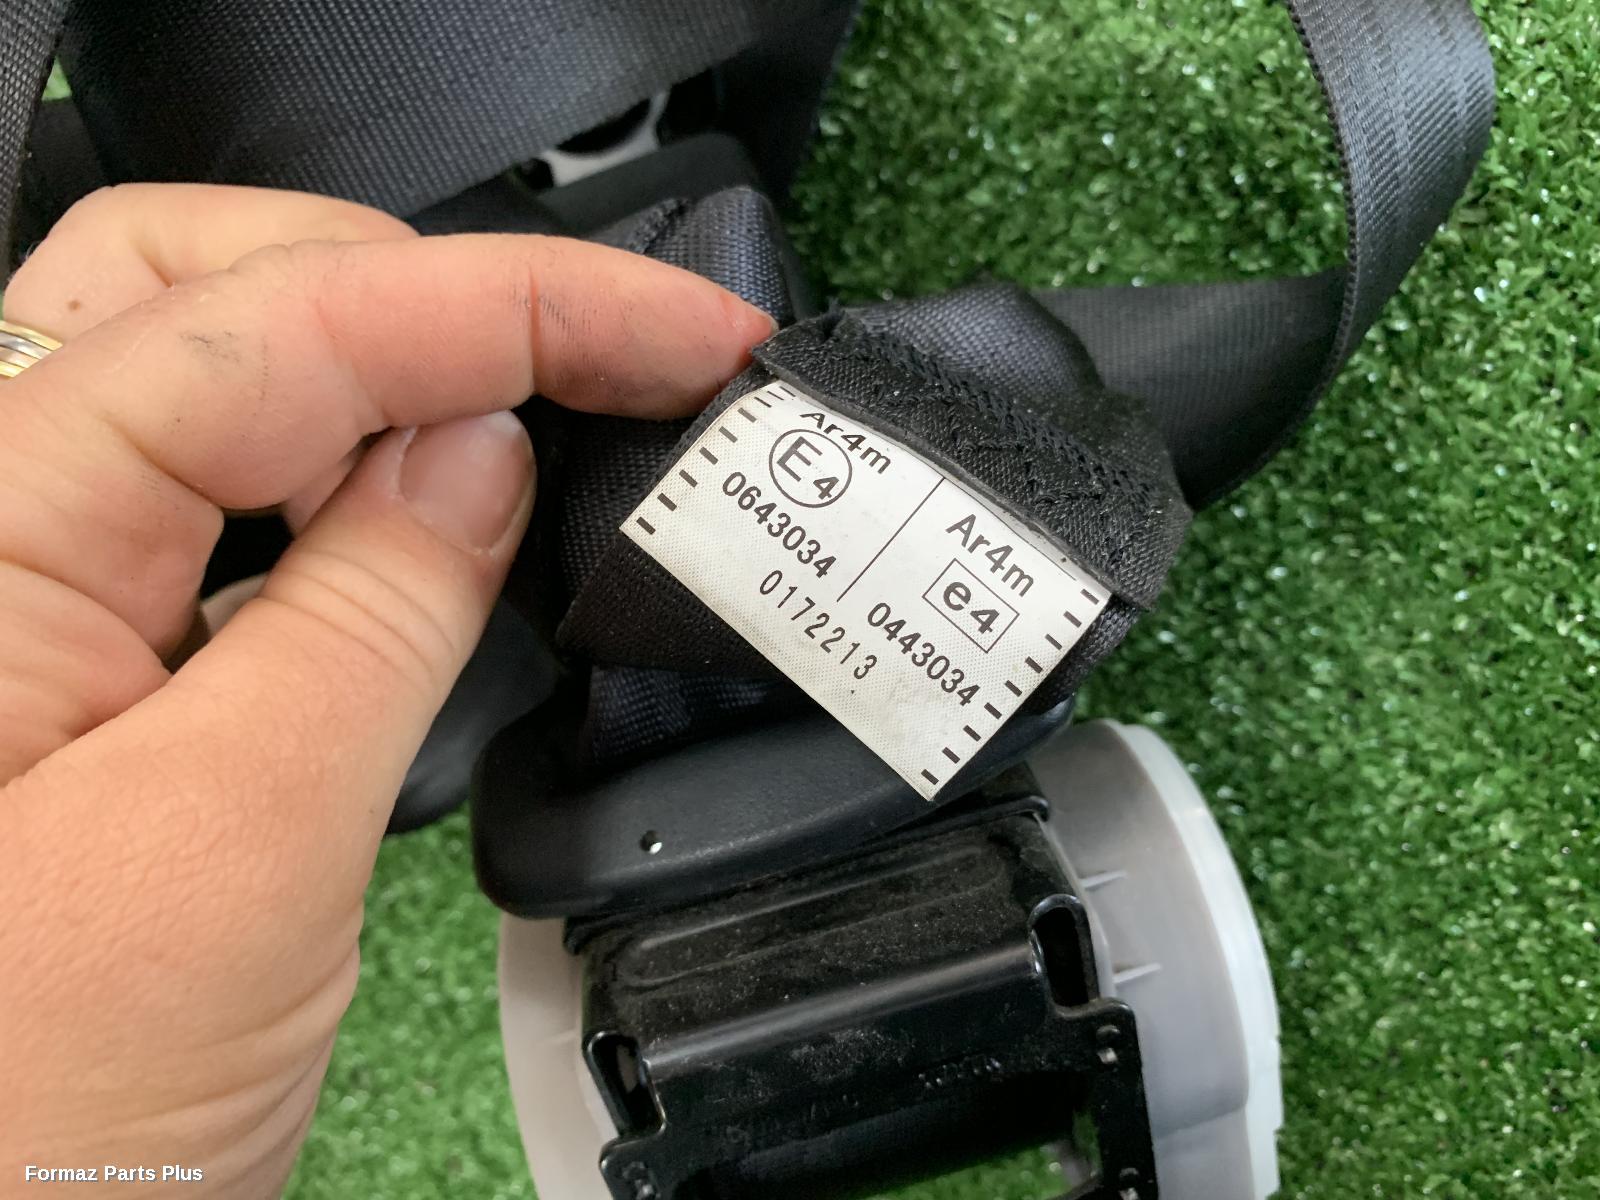 Ar4m
E4
0643034
0172213
Ar4m
e4
0443034
Formaz Parts Plus